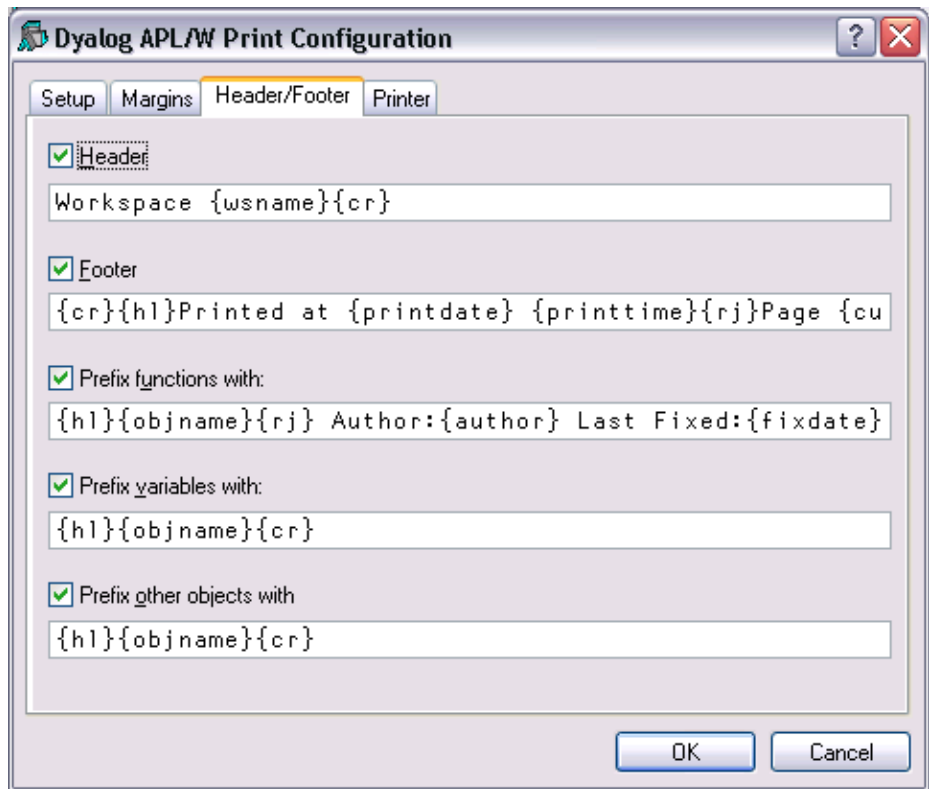 Dyalog APL/W Print Configuration
?
Setup Margins Header/Footer Printer
Header
Workspace {wsname}{cr}
Footer
{cr}{hl}Printed at {printdate} {printtime}{rj}Page {cu
Prefix functions with:
{hl}{objname}{rj} Author:{author} Last Fixed:{fixdate}
Prefix variables with:
{hl}{objname}{cr}
Prefix other objects with
{hl}{objname}{cr}
OK Cancel